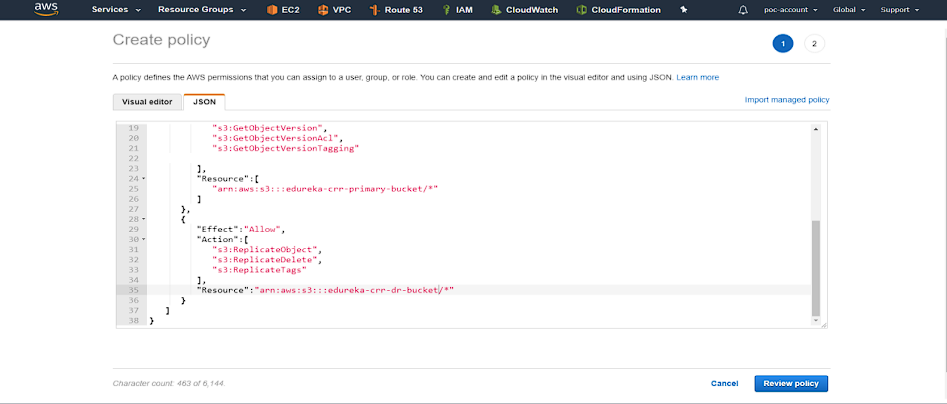 aws Services Resource Groups EC2 VPC Route 53 IAM CloudWatch CloudFormation poc-account Global Support
Create policy
1 2
A policy defines the AWS permissions that you can assign to a user, group, or role. You can create and edit a policy in the visual editor and using JSON. Learn more
Visual editor JSON Import managed policy
19 "s3:GetObjectVersion",
20 "s3:GetObjectVersionAcl",
21 "s3:GetObjectVersionTagging"
22
23 ],
24 "Resource":[
25 "arn:aws:s3:::edureka-crr-primary-bucket/*"
26 ]
27 },
28 {
29 "Effect":"Allow",
30 "Action":[
31 "s3:ReplicateObject",
32 "s3:ReplicateDelete",
33 "s3:ReplicateTags"
34 ],
35 "Resource":"arn:aws:s3:::edureka-crr-dr-bucket/*"
36 }
37 ]
38 }
Character count: 463 of 6,144.
Cancel Review policy